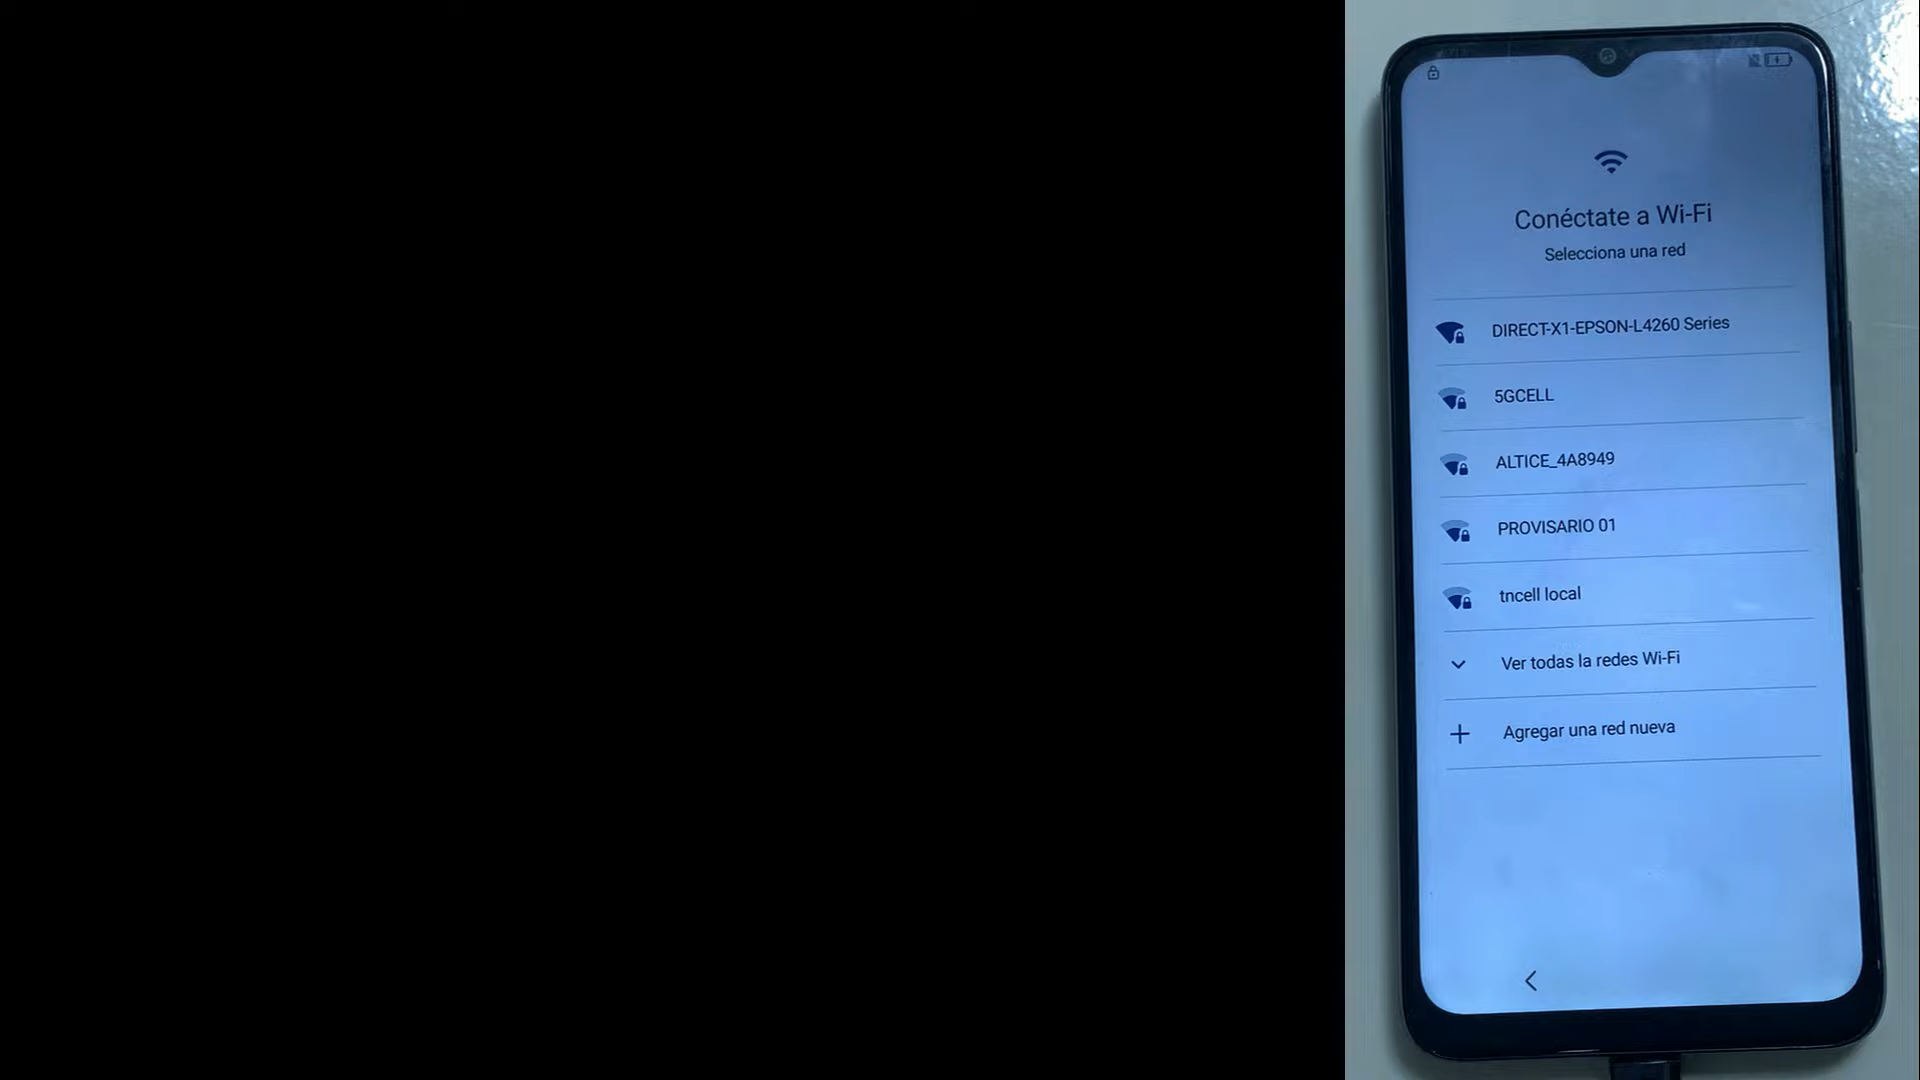 Conéctate a Wi-Fi
Selecciona una red
DIRECT-X1-EPSON-L4260 Series
5GCELL
ALTICE_4A8949
PROVISARIO 01
tncell local
Ver todas la redes Wi-Fi
Agregar una red nueva